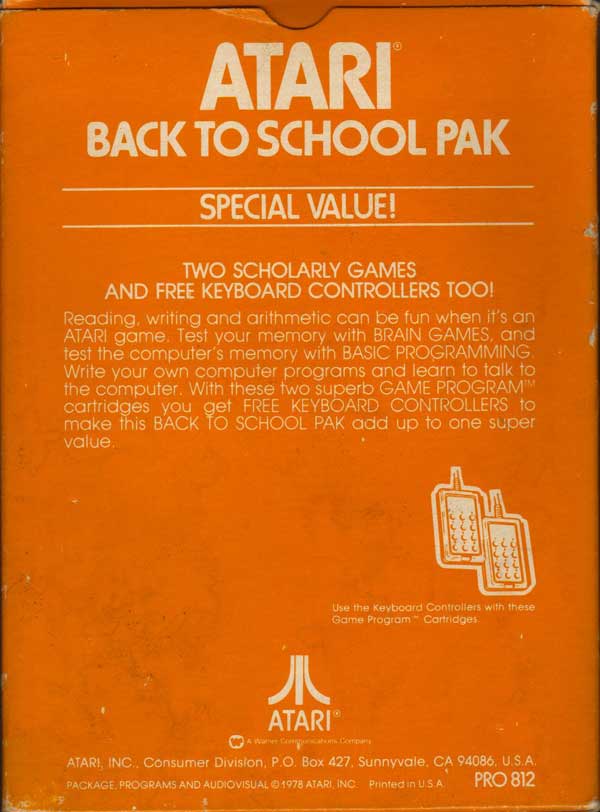 ATARI®
BACK TO SCHOOL PAK
SPECIAL VALUE!
TWO SCHOLARLY GAMES
AND FREE KEYBOARD CONTROLLERS TOO!
Reading, writing and arithmetic can be fun when it's an
ATARI game. Test your memory with BRAIN GAMES, and
test the computer's memory with BASIC PROGRAMMING.
Write your own computer programs and learn to talk to
the computer. With these two superb GAME PROGRAM™
cartridges you get FREE KEYBOARD CONTROLLERS to
make this BACK TO SCHOOL PAK add up to one super
value.
Use the Keyboard Controllers with these
Game Program™ Cartridges.
ATARI®
A Warner Communications Company
ATARI, INC., Consumer Division, P.O. Box 427, Sunnyvale, CA 94086, U.S.A.
PACKAGE, PROGRAMS AND AUDIOVISUAL © 1978 ATARI, INC. Printed in U.S.A. PRO 812